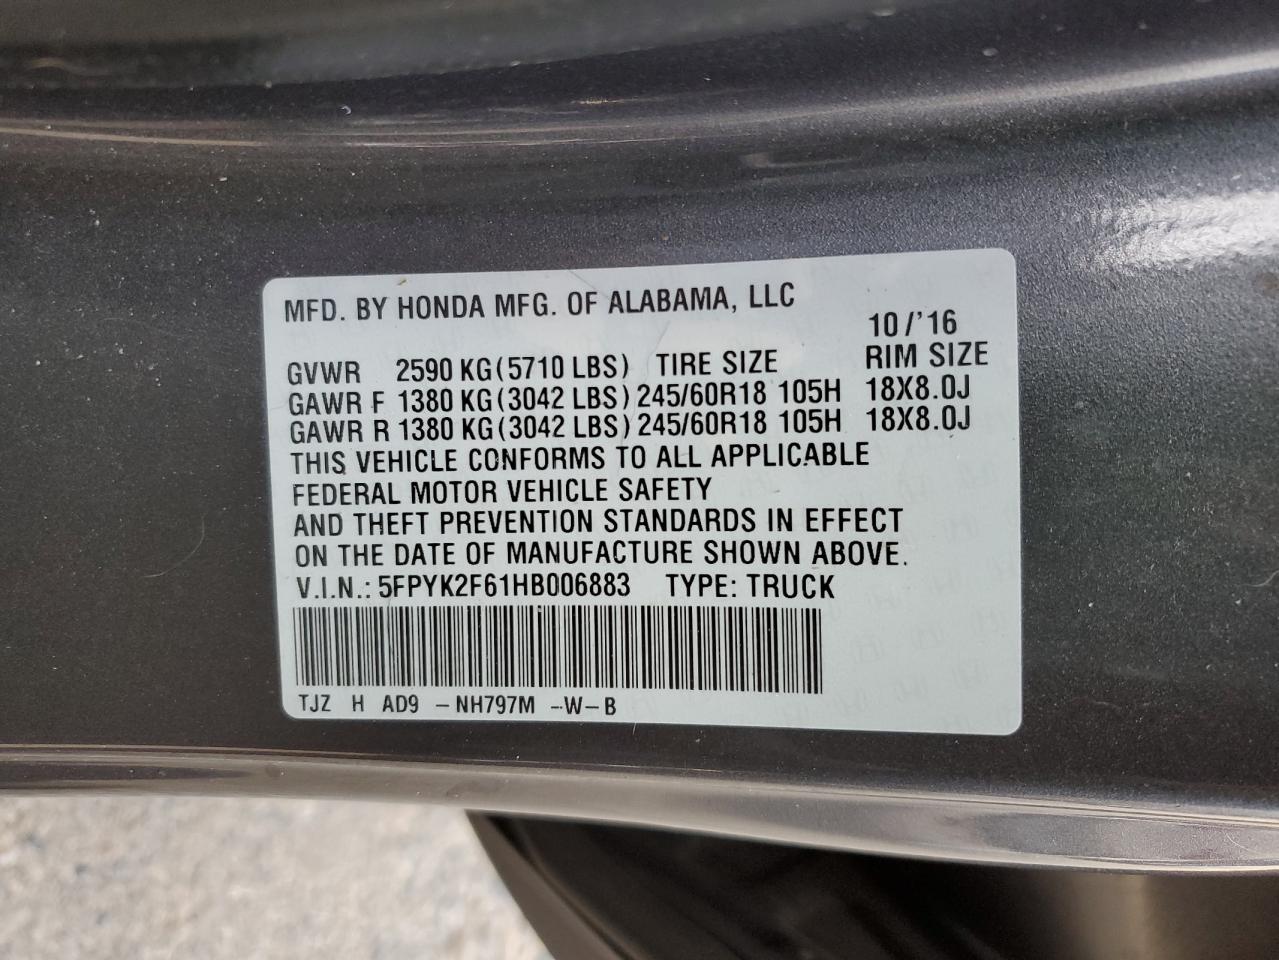 MFD. BY HONDA MFG. OF ALABAMA, LLC
10/'16
GVWR 2590 KG(5710 LBS) TIRE SIZE RIM SIZE
GAWR F 1380 KG(3042 LBS) 245/60R18 105H 18X8.0J
GAWR R 1380 KG(3042 LBS) 245/60R18 105H 18X8.0J
THIS VEHICLE CONFORMS TO ALL APPLICABLE
FEDERAL MOTOR VEHICLE SAFETY
AND THEFT PREVENTION STANDARDS IN EFFECT
ON THE DATE OF MANUFACTURE SHOWN ABOVE.
V.I.N.: 5FPYK2F61HB006883 TYPE: TRUCK
TJZ H AD9 -NH797M -W-B